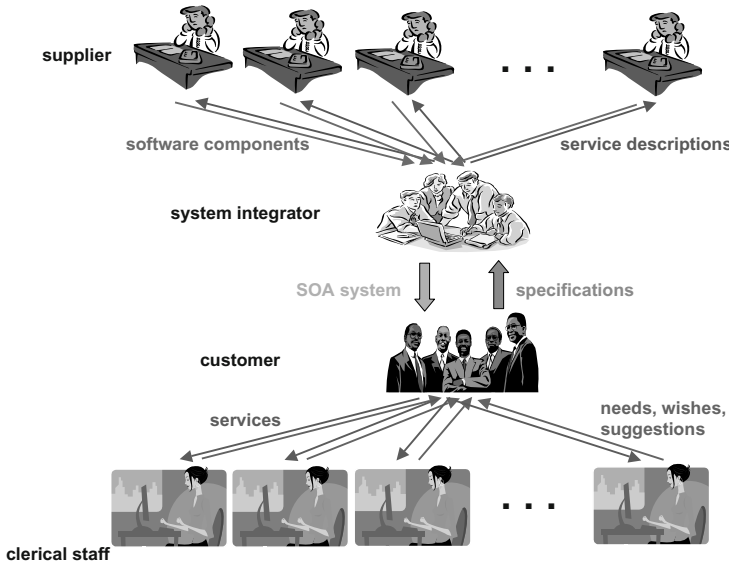 supplier
. . .
software components
service descriptions
system integrator
SOA system
specifications
customer
services
needs, wishes,
suggestions
. . .
clerical staff